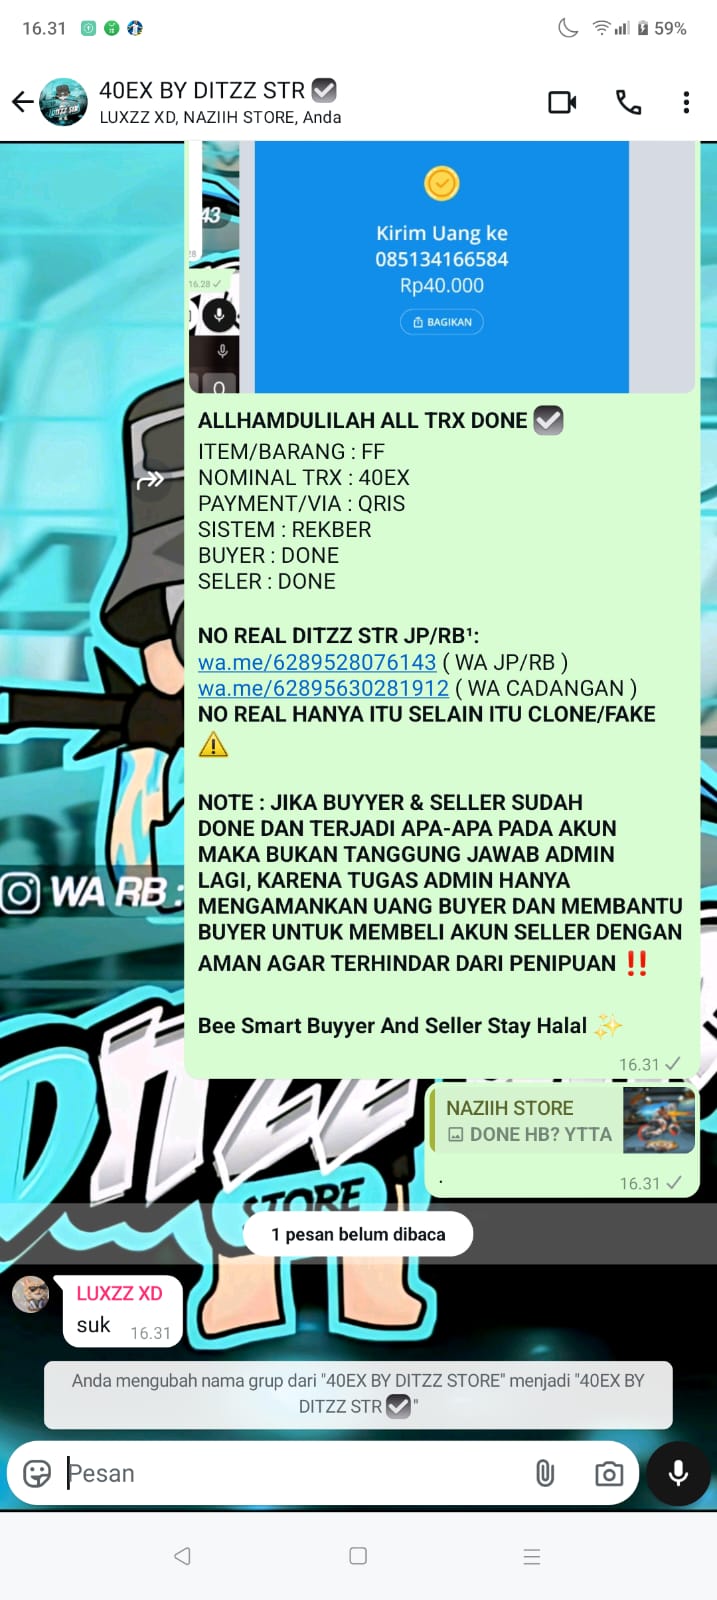 16.31
59%
40EX BY DITZZ STR ☑
LUXZZ XD, NAZIIH STORE, Anda
43
16.28
Kirim Uang ke
085134166584
Rp40.000
BAGIKAN
ALLHAMDULILAH ALL TRX DONE ☑
ITEM/BARANG : FF
NOMINAL TRX : 40EX
PAYMENT/VIA : QRIS
SISTEM : REKBER
BUYER : DONE
SELER : DONE
NO REAL DITZZ STR JP/RB¹:
wa.me/6289528076143 ( WA JP/RB )
wa.me/62895630281912 ( WA CADANGAN )
NO REAL HANYA ITU SELAIN ITU CLONE/FAKE
⚠️
NOTE : JIKA BUYYER & SELLER SUDAH
DONE DAN TERJADI APA-APA PADA AKUN
MAKA BUKAN TANGGUNG JAWAB ADMIN
LAGI, KARENA TUGAS ADMIN HANYA
MENGAMANKAN UANG BUYER DAN MEMBANTU
BUYER UNTUK MEMBELI AKUN SELLER DENGAN
AMAN AGAR TERHINDAR DARI PENIPUAN ‼️
Bee Smart Buyyer And Seller Stay Halal ✨
16.31
WA RB :
NAZIIH STORE
DONE HB? YTTA
.
16.31
STORE
1 pesan belum dibaca
LUXZZ XD
suk
16.31
Anda mengubah nama grup dari "40EX BY DITZZ STORE" menjadi "40EX BY
DITZZ STR ☑"
Pesan